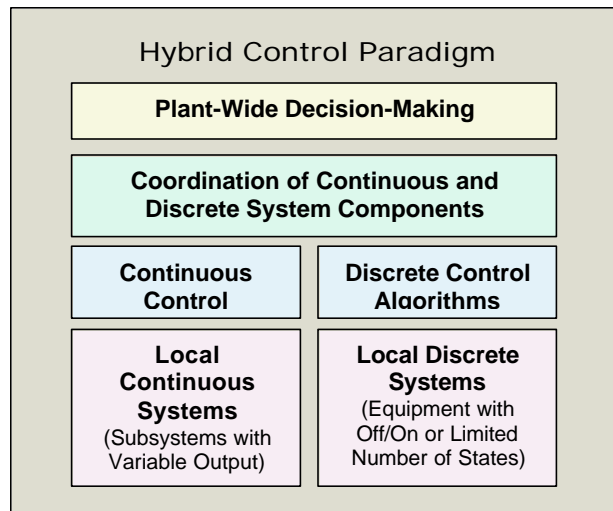 Hybrid Control Paradigm
Plant-Wide Decision-Making
Coordination of Continuous and
Discrete System Components
Continuous
Control
Discrete Control
Algorithms
Local
Continuous
Systems
(Subsystems with
Variable Output)
Local Discrete
Systems
(Equipment with
Off/On or Limited
Number of States)